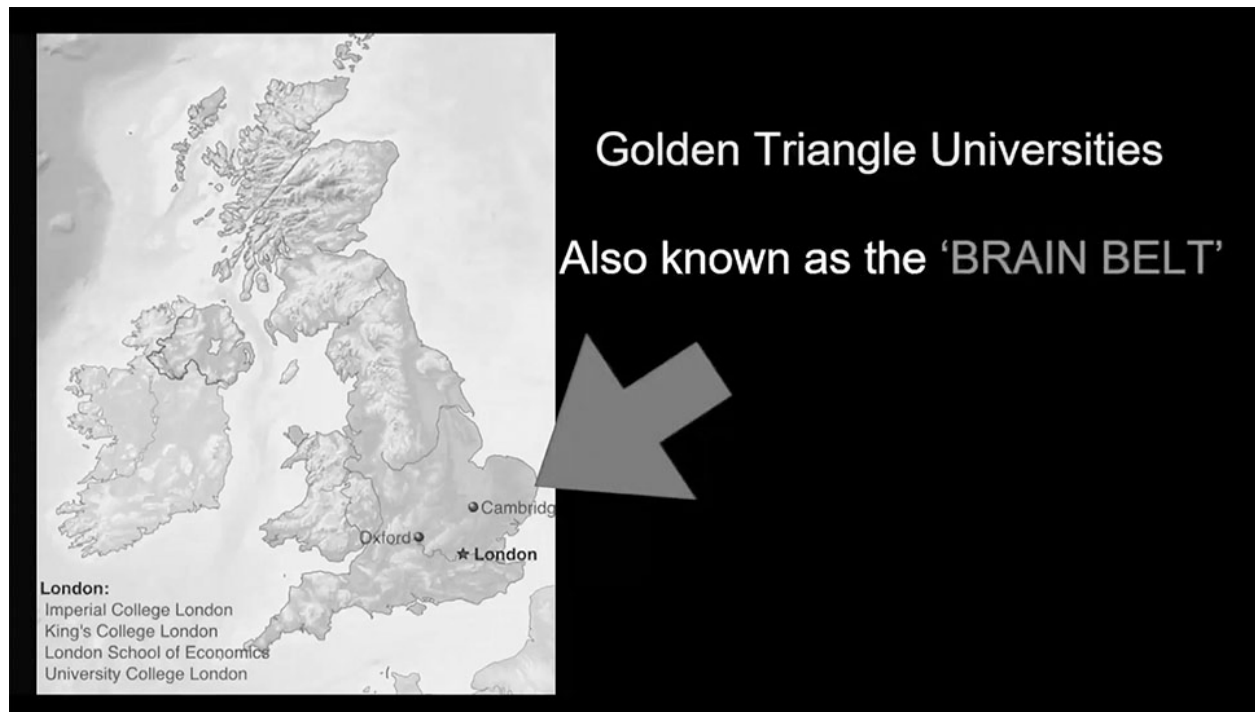 Golden Triangle Universities
Also known as the ‘BRAIN BELT’
Cambridg
Oxford
London
London:
Imperial College London
King's College London
London School of Economics
University College London